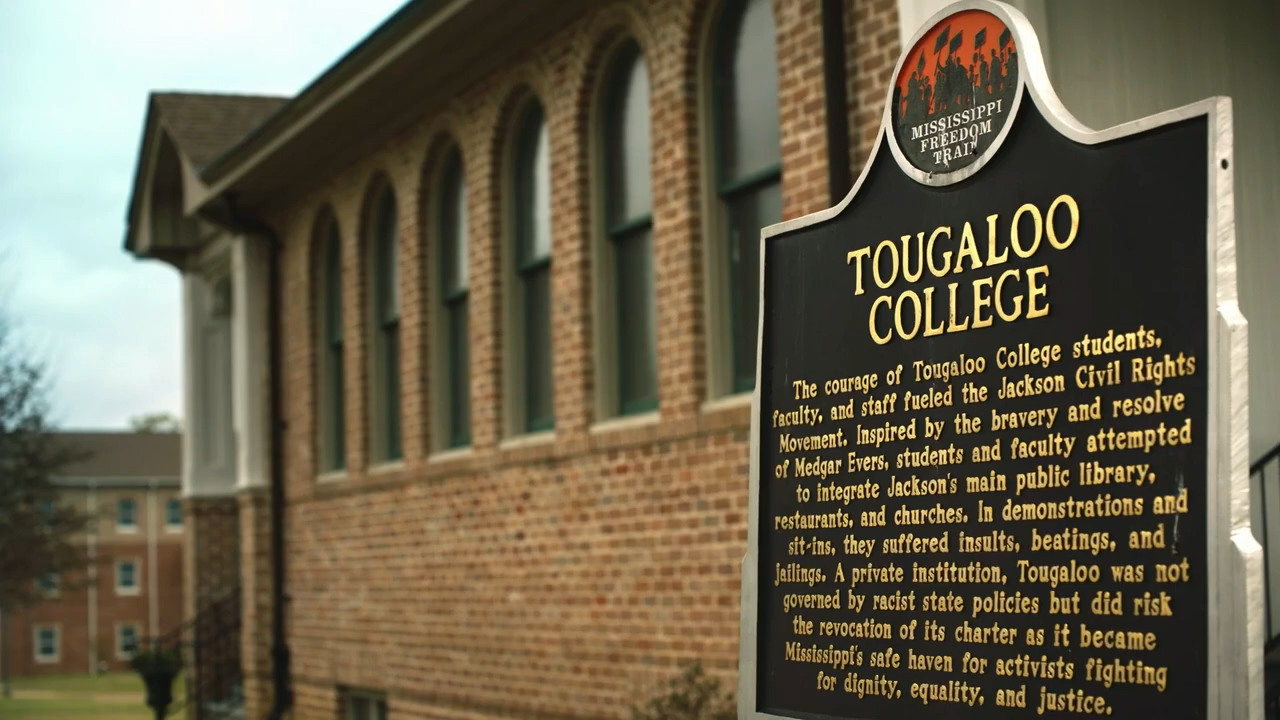 MISSISSIPPI
FREEDOM
TRAIL
TOUGALOO
COLLEGE
The courage of Tougaloo College students,
faculty, and staff fueled the Jackson Civil Rights
Movement. Inspired by the bravery and resolve
of Medgar Evers, students and faculty attempted
to integrate Jackson's main public library,
restaurants, and churches. In demonstrations and
sit-ins, they suffered insults, beatings, and
jailings. A private institution, Tougaloo was not
governed by racist state policies but did risk
the revocation of its charter as it became
Mississippi's safe haven for activists fighting
for dignity, equality, and justice.